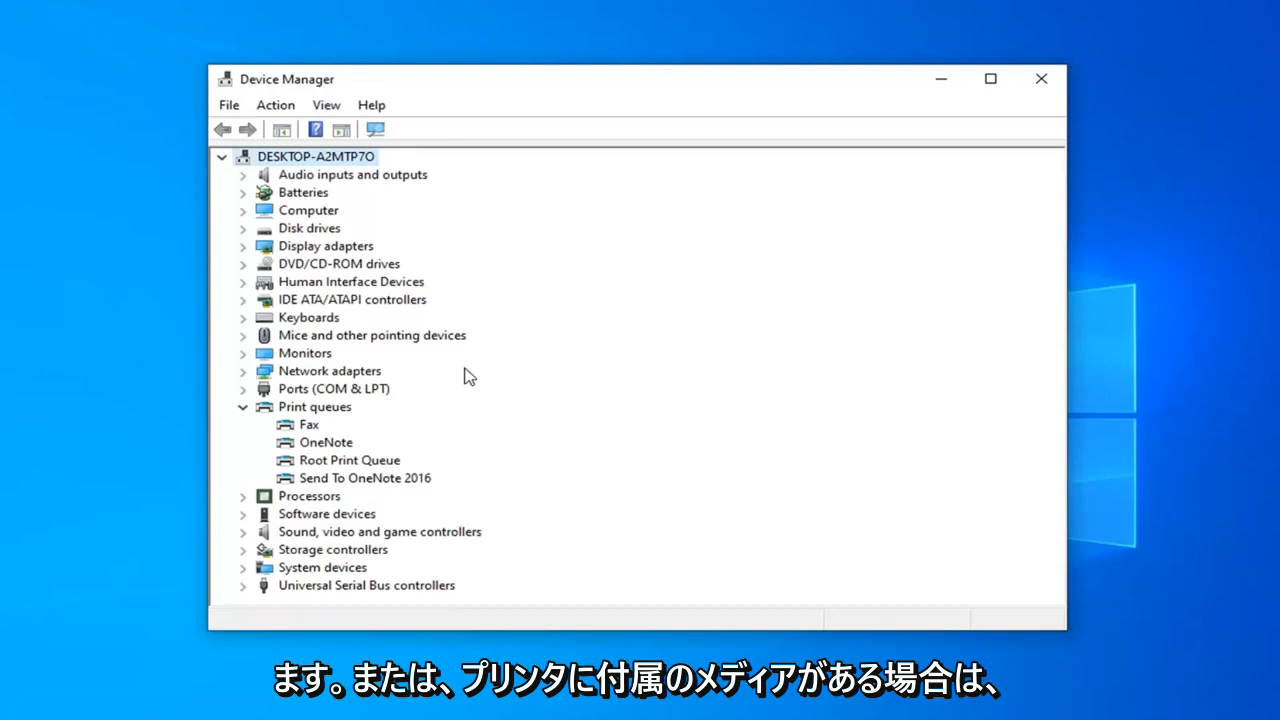 Device Manager
File Action View Help
DESKTOP-A2MTP7O
Audio inputs and outputs
Batteries
Computer
Disk drives
Display adapters
DVD/CD-ROM drives
Human Interface Devices
IDE ATA/ATAPI controllers
Keyboards
Mice and other pointing devices
Monitors
Network adapters
Ports (COM & LPT)
Print queues
Fax
OneNote
Root Print Queue
Send To OneNote 2016
Processors
Software devices
Sound, video and game controllers
Storage controllers
System devices
Universal Serial Bus controllers
ます。または、プリンタに付属のメディアがある場合は、